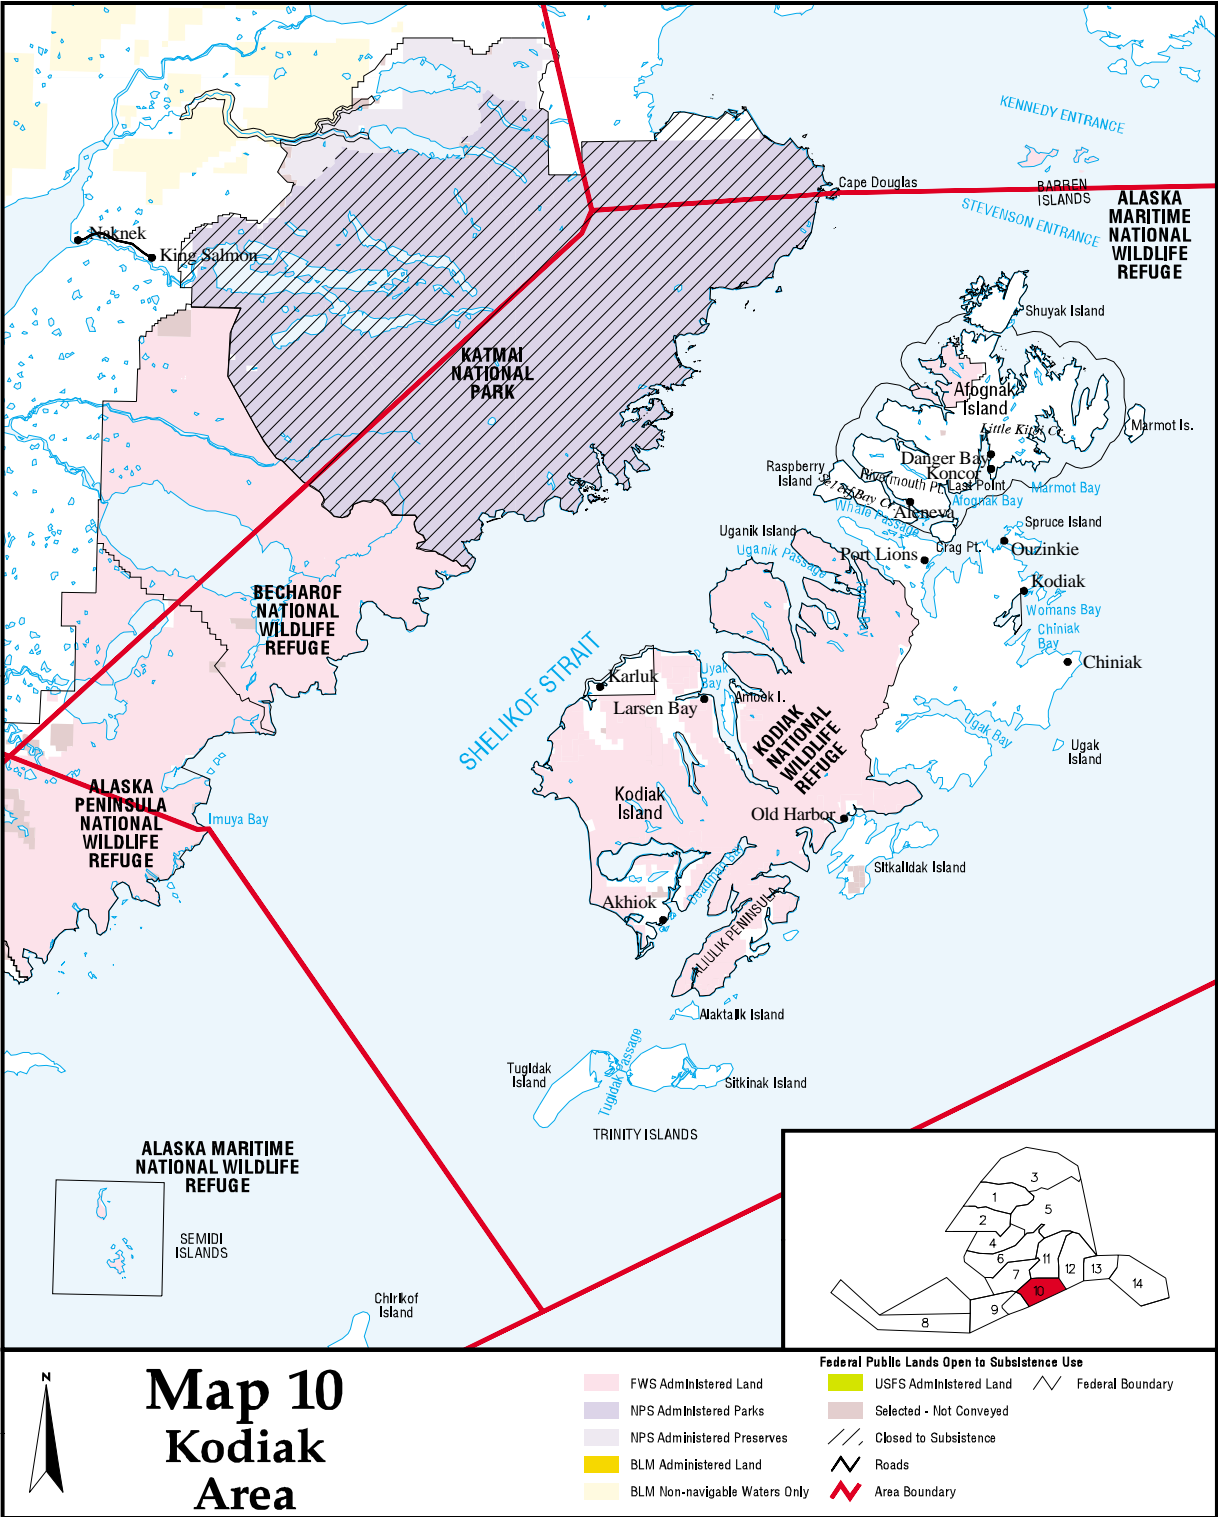 KENNEDY ENTRANCE
Cape Douglas
BARREN
ISLANDS
ALASKA
MARITIME
NATIONAL
WILDLIFE
REFUGE
STEVENSON ENTRANCE
Naknek
King Salmon
Shuyak Island
KATMAI
NATIONAL
PARK
Afognak
Island
Marmot Is.
Little Kitoi Cr.
Danger Bay
Koncor
Raspberry
Island
Last Point
Marmot Bay
Afognak Bay
Aleneva
Whale Passage
Spruce Island
Uganik Island
Uganik Passage
Port Lions
Crag Pt.
Ouzinkie
Kodiak
Womans Bay
Chiniak
Bay
Chiniak
BECHAROF
NATIONAL
WILDLIFE
REFUGE
SHELIKOF STRAIT
Karluk
Uyak
Bay
Larsen Bay
Amook I.
KODIAK
NATIONAL
WILDLIFE
REFUGE
Ugak Bay
Ugak
Island
ALASKA
PENINSULA
NATIONAL
WILDLIFE
REFUGE
Imuya Bay
Kodiak
Island
Old Harbor
Sitkalidak Island
Deadman Bay
Akhiok
ALIULIK PENINSULA
Alaktalik Island
Tugidak
Island
Tugidak Passage
Sitkinak Island
TRINITY ISLANDS
ALASKA MARITIME
NATIONAL WILDLIFE
REFUGE
SEMIDI
ISLANDS
Chirikof
Island
3
1
5
2
4
6
11
7
12
13
14
10
9
8
N
Map 10
Kodiak
Area
Federal Public Lands Open to Subsistence Use
FWS Administered Land
NPS Administered Parks
NPS Administered Preserves
BLM Administered Land
BLM Non-navigable Waters Only
USFS Administered Land
Selected - Not Conveyed
Closed to Subsistence
Roads
Area Boundary
Federal Boundary